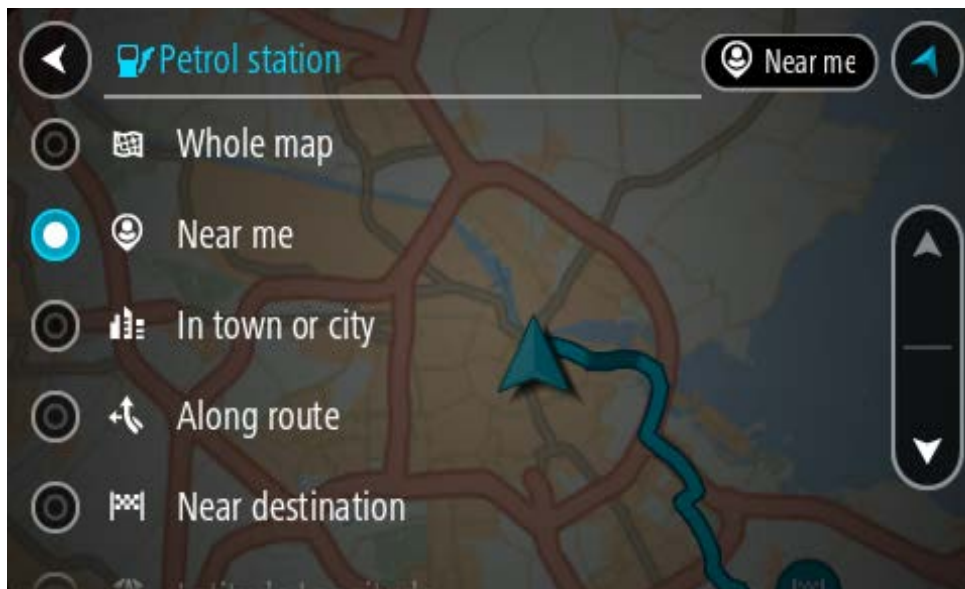 Petrol station
Near me
Whole map
Near me
In town or city
Along route
Near destination